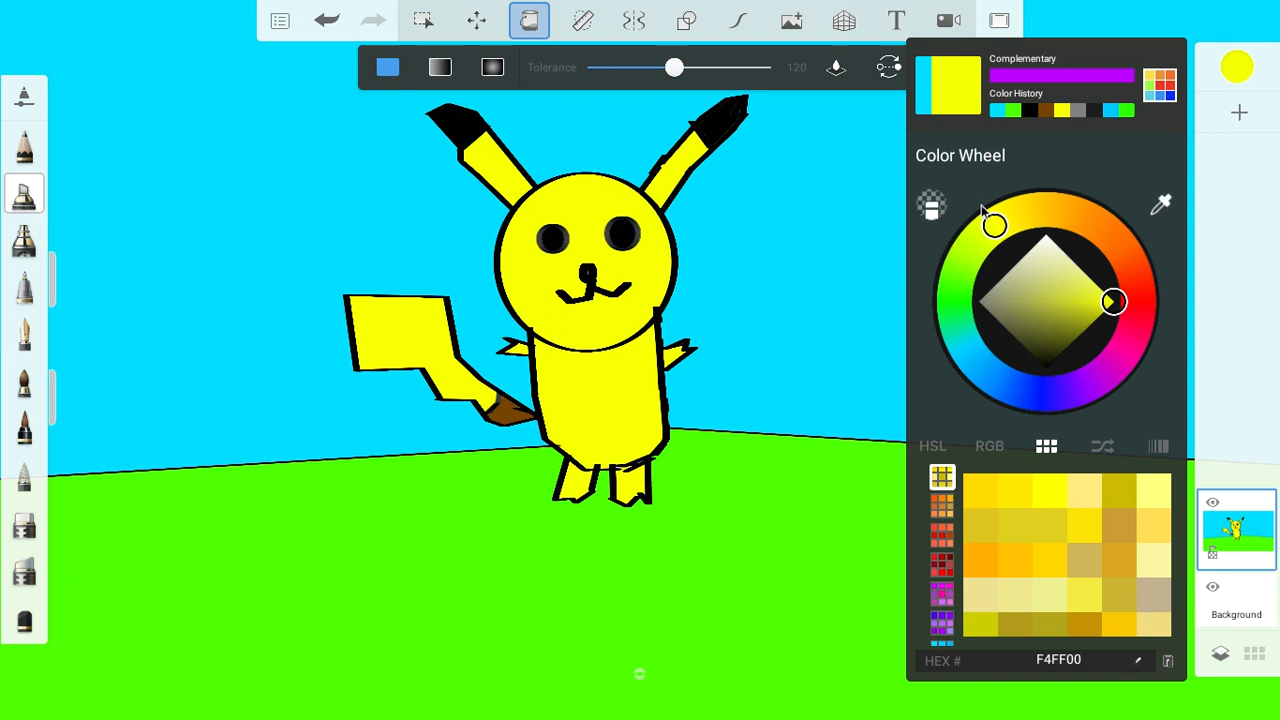 T
Tolerance 120
Complementary
Color History
Color Wheel
HSL RGB
HEX # F4FF00
Background